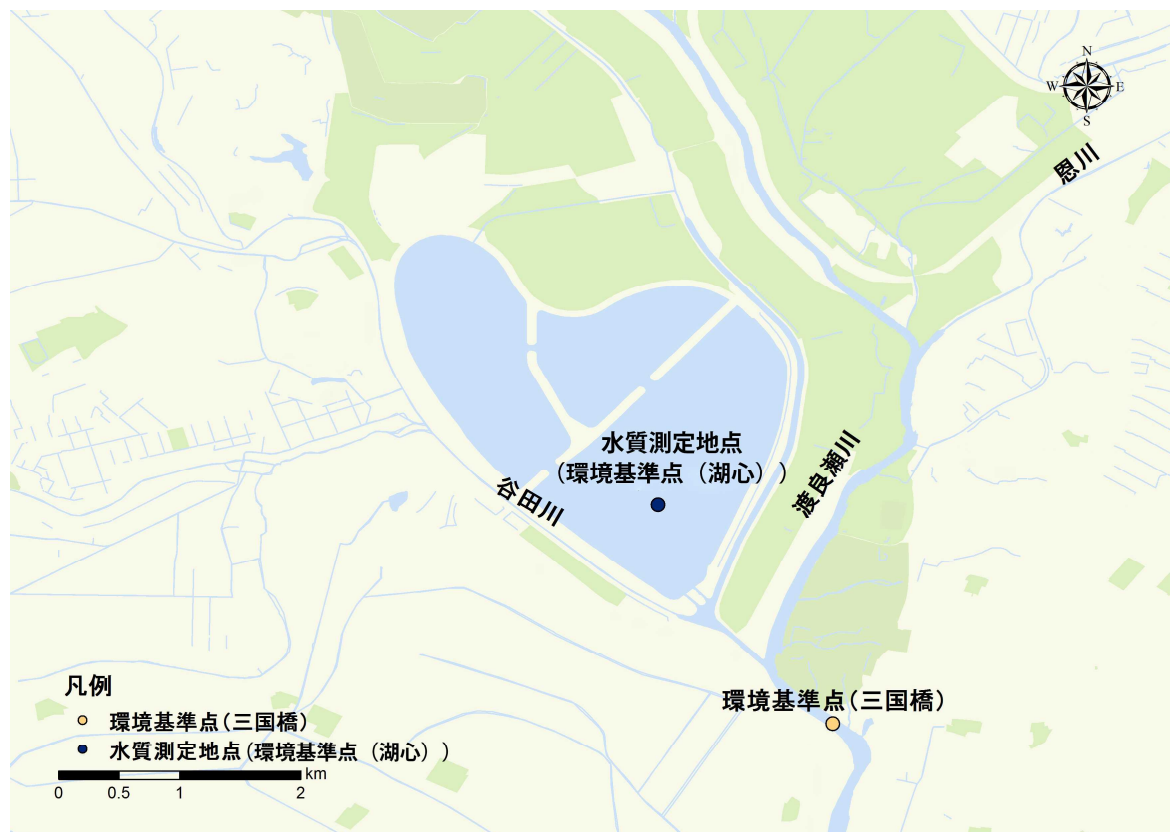 N
W E
S
恩川
水質測定地点
(環境基準点（湖心）)
谷田川
渡良瀬川
環境基準点(三国橋)
凡例
環境基準点(三国橋)
水質測定地点(環境基準点（湖心）)
km
0 0.5 1 2